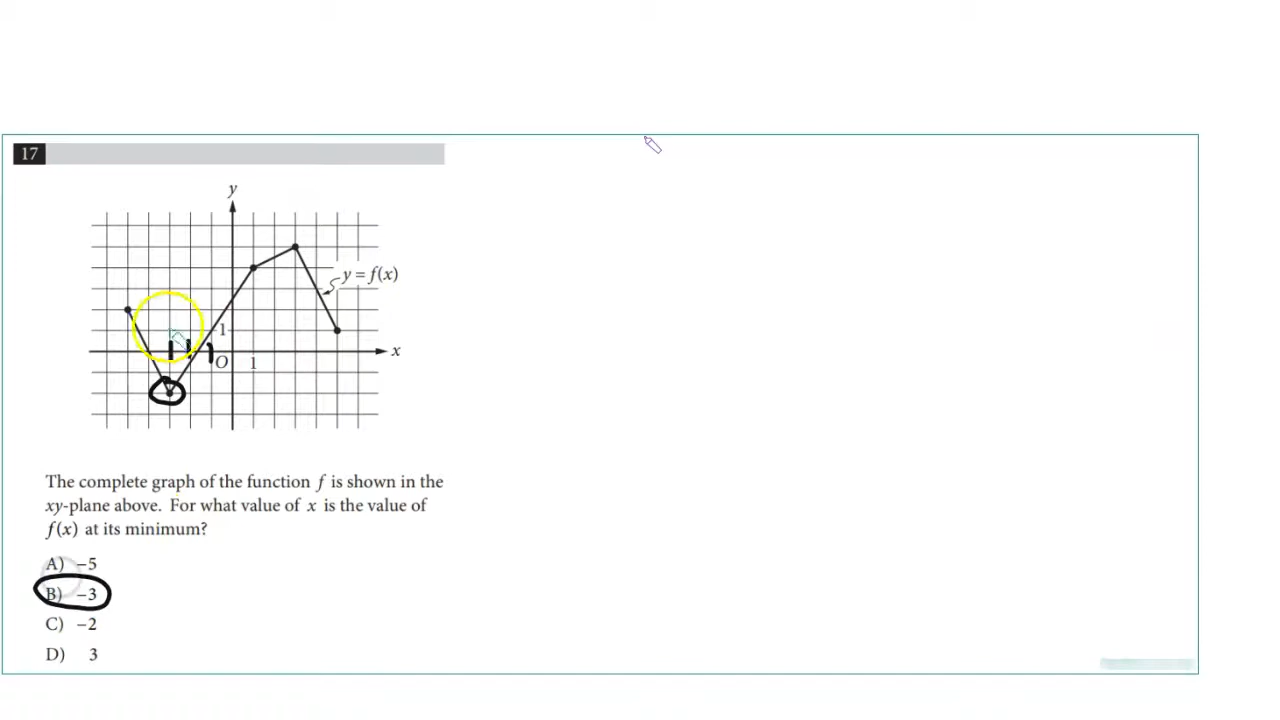 17
y
y = f(x)
1
x
O
1
The complete graph of the function f is shown in the
xy-plane above. For what value of x is the value of
f(x) at its minimum?
A) −5
B) −3
C) −2
D) 3